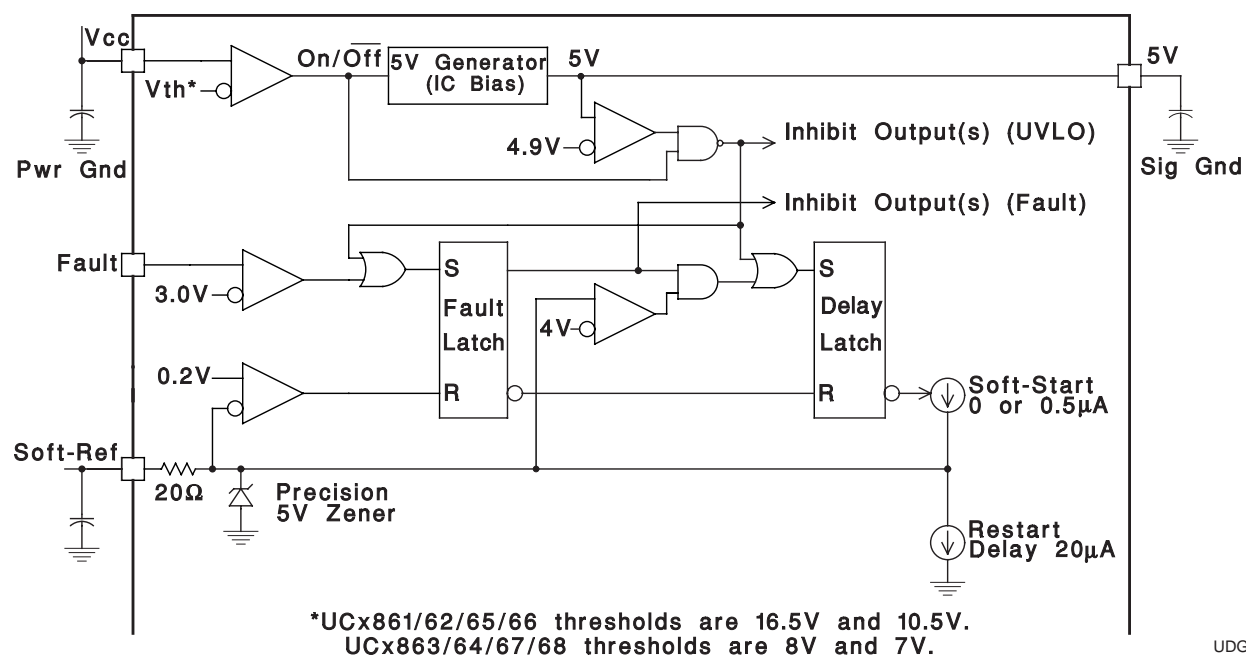 Vcc
On/Off
5V Generator
(IC Bias)
5V
5V
Vth*
4.9V
Inhibit Output(s) (UVLO)
Pwr Gnd
Sig Gnd
Inhibit Output(s) (Fault)
Fault
3.0V
S
Fault
Latch
R
4V
S
Delay
Latch
R
0.2V
Soft-Start
0 or 0.5µA
Soft-Ref
20Ω
Precision
5V Zener
Restart
Delay 20µA
*UCx861/62/65/66 thresholds are 16.5V and 10.5V.
UCx863/64/67/68 thresholds are 8V and 7V.
UDG